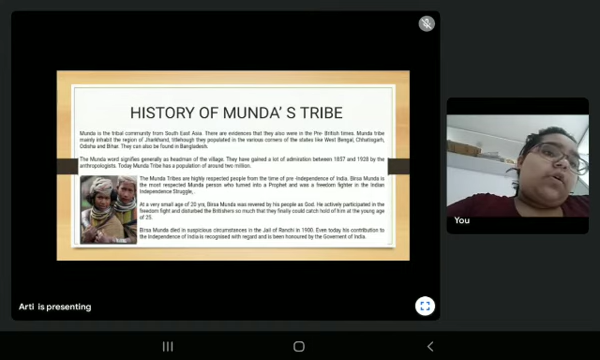 HISTORY OF MUNDA' S TRIBE
Munda is the tribal community from South East Asia. There are evidences that they also were in the Pre- British times. Munda tribe
mainly inhabit the region of Jharkhand, although they populated in the various corners of the states like West Bengal, Chhatisgarh,
Odisha and Bihar. They can also be found in Bangladesh.
The Munda word signifies generally as headman of the village. They have gained a lot of admiration between 1857 and 1928 by the
anthropologists. Today Munda Tribe has a population of around two million.
The Munda Tribes are highly respected people from the time of pre-Independence of India. Birsa Munda is
the most respected Munda person who turned into a Prophet and was a freedom fighter in the Indian
Independence Struggle,
At a very small age of 20 yrs, Birsa Munda was revered by his people as God. He actively participated in the
freedom fight and disturbed the Britishers so much that they finally could catch hold of him at the young age
of 25.
Birsa Munda died in suspicious circumstances in the Jail of Ranchi in 1900. Even today his contribution to
the Independence of India is recognised with regard and is been honoured by the Goverment of India.
You
Arti is presenting